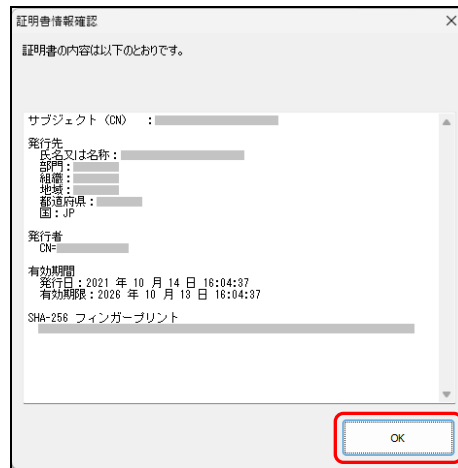 証明書情報確認
証明書の内容は以下のとおりです。
サブジェクト (CN) :
発行先
氏名又は名称:
部門:
組織:
地域:
都道府県:
国:JP
発行者
CN=
有効期間
発行日:2021 年 10 月 14 日 16:04:37
有効期限:2026 年 10 月 13 日 16:04:37
SHA-256 フィンガープリント
OK